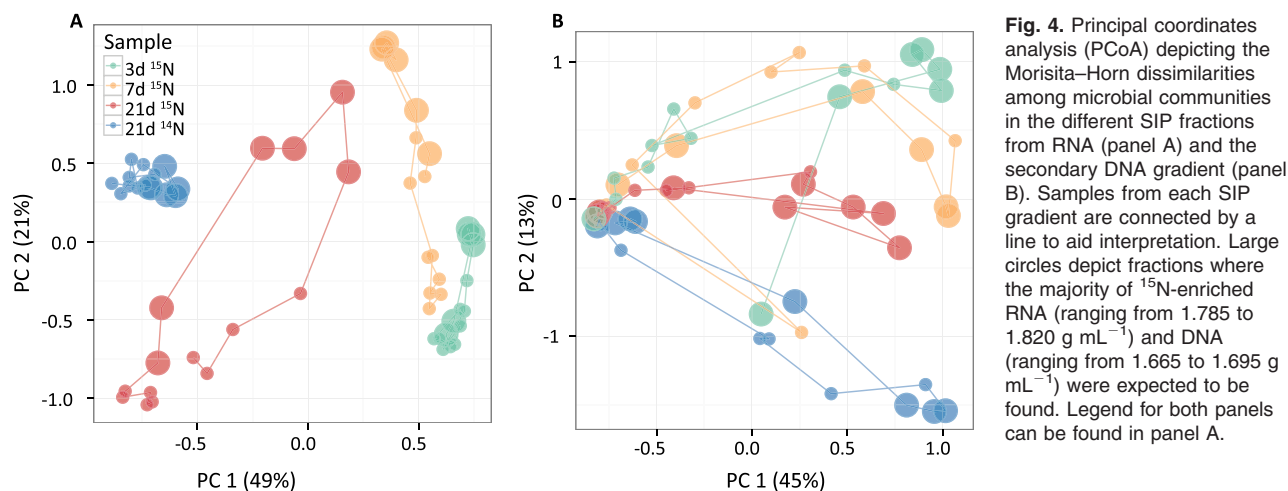 A
Sample
3d ¹⁵N
7d ¹⁵N
21d ¹⁵N
21d ¹⁴N
PC 2 (21%)
1.0
0.5
0.0
-0.5
-1.0
-0.5
0.0
0.5
PC 1 (49%)
B
PC 2 (13%)
1
0
-1
-0.5
0.0
0.5
1.0
PC 1 (45%)
Fig. 4. Principal coordinates
analysis (PCoA) depicting the
Morisita–Horn dissimilarities
among microbial communities
in the different SIP fractions
from RNA (panel A) and the
secondary DNA gradient (panel
B). Samples from each SIP
gradient are connected by a
line to aid interpretation. Large
circles depict fractions where
the majority of ¹⁵N-enriched
RNA (ranging from 1.785 to
1.820 g mL⁻¹) and DNA
(ranging from 1.665 to 1.695 g
mL⁻¹) were expected to be
found. Legend for both panels
can be found in panel A.